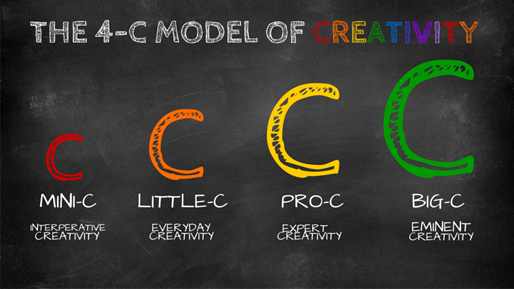 THE 4-C MODEL OF CREATIVITY
C C C C
MINI-C LITTLE-C PRO-C BIG-C
INTERPERATIVE EVERYDAY EXPERT EMINENT
CREATIVITY CREATIVITY CREATIVITY CREATIVITY